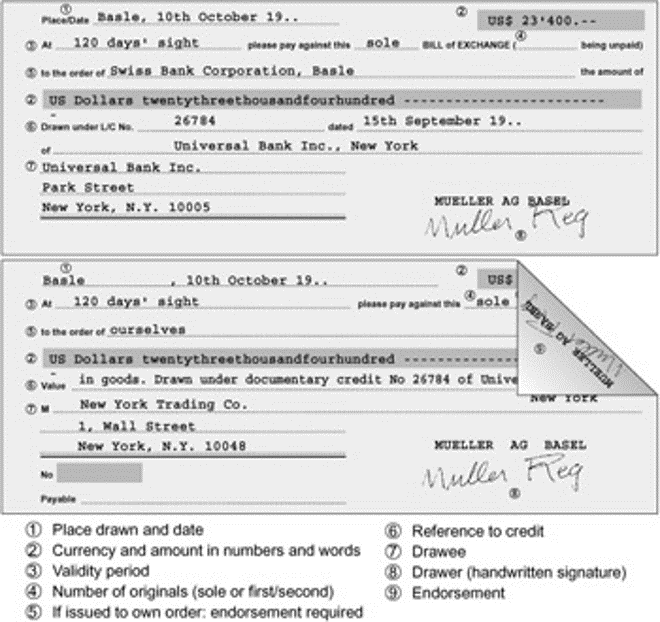 ①
Place/Date Basle, 10th October 19.. ② US$ 23'400.--
③ At 120 days' sight please pay against this sole BILL of EXCHANGE ( ④ being unpaid)
⑤ to the order of Swiss Bank Corporation, Basle the amount of
② US Dollars twentythreethousandfourhundred ------------------------
⑥ Drawn under L/C No. 26784 dated 15th September 19..
of Universal Bank Inc., New York
⑦ Universal Bank Inc.
Park Street
New York, N.Y. 10005
MUELLER AG BASEL
Muller Reg
⑧
①
Basle , 10th October 19.. ② US$
③ At 120 days' sight please pay against this ④ sole
⑤ to the order of ourselves
② US Dollars twentythreethousandfourhundred ------------
⑥ Value in goods. Drawn under documentary credit No 26784 of Unive
New York
⑦ M New York Trading Co.
1, Wall Street
New York, N.Y. 10048
No
Payable
MUELLER AG BASEL
Muller Reg
⑧
MUELLER AG BASEL
⑤
① Place drawn and date
② Currency and amount in numbers and words
③ Validity period
④ Number of originals (sole or first/second)
⑤ If issued to own order: endorsement required
⑥ Reference to credit
⑦ Drawee
⑧ Drawer (handwritten signature)
⑨ Endorsement